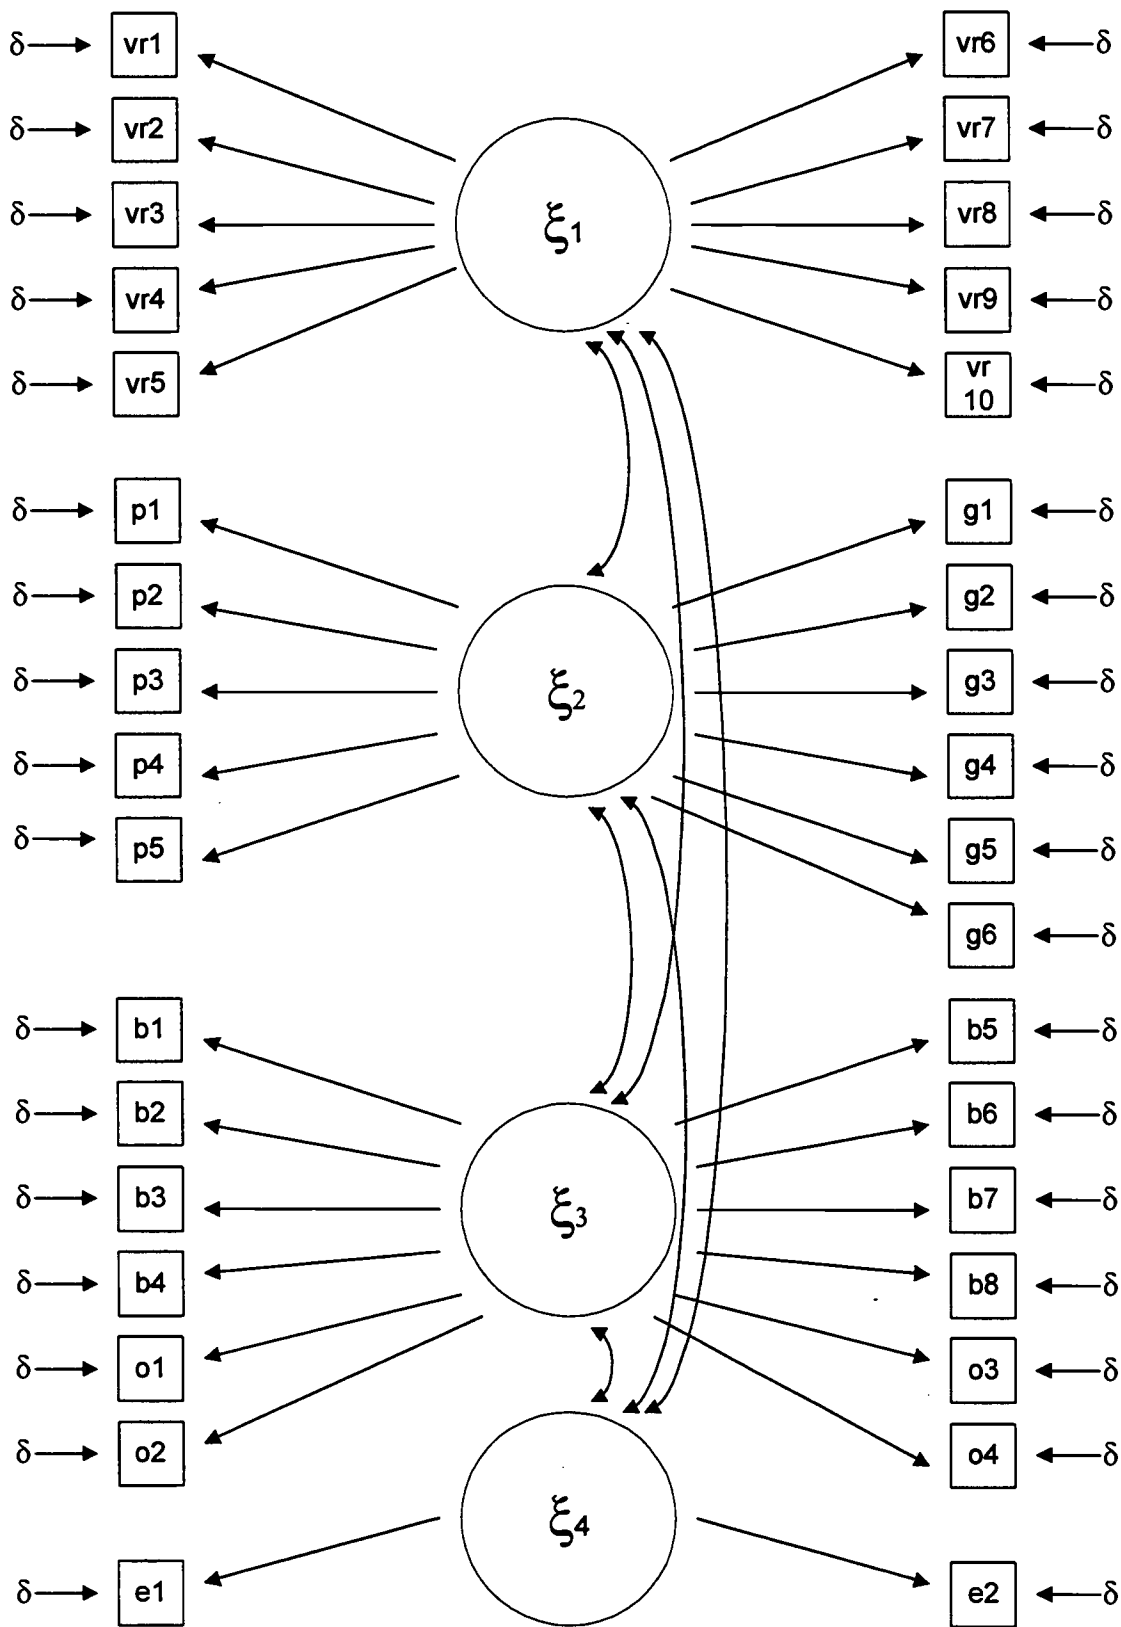 δ vr1 vr6 δ
δ vr2 vr7 δ
δ vr3 ξ1 vr8 δ
δ vr4 vr9 δ
δ vr5 vr
10 δ
δ p1 g1 δ
δ p2 g2 δ
δ p3 ξ2 g3 δ
δ p4 g4 δ
δ p5 g5 δ
g6 δ
δ b1 b5 δ
δ b2 b6 δ
δ b3 ξ3 b7 δ
δ b4 b8 δ
δ o1 o3 δ
δ o2 o4 δ
ξ4
δ e1 e2 δ